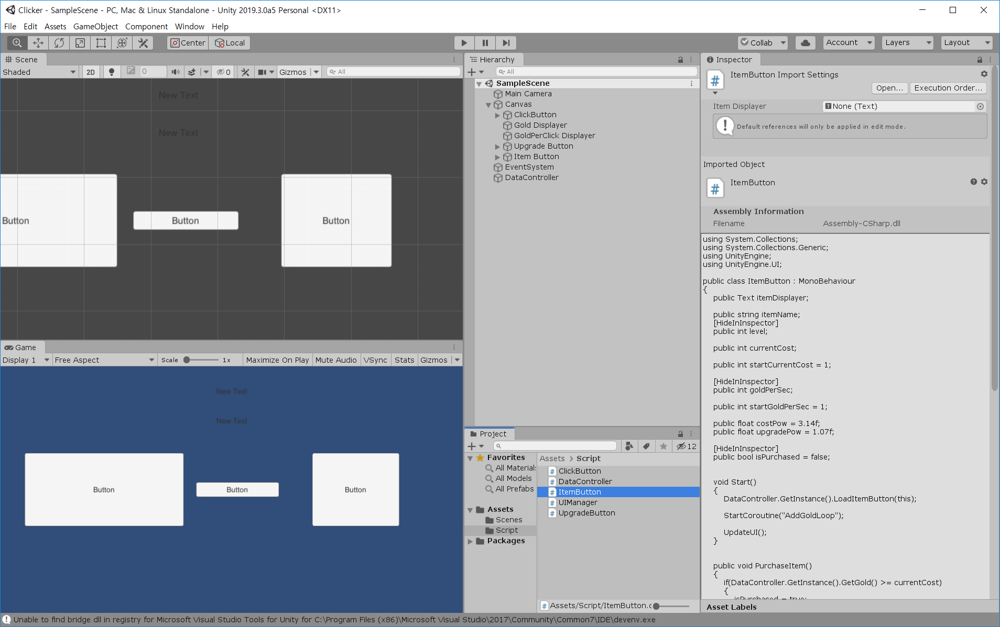 Clicker - SampleScene - PC, Mac & Linux Standalone - Unity 2019.3.0a5 Personal <DX11>
File Edit Assets GameObject Component Window Help
Center Local
Collab Account Layers Layout
Scene
Shaded 2D 0 0 Gizmos All
New Text
New Text
Button Button Button
Game
Display 1 Free Aspect Scale 1x Maximize On Play Mute Audio VSync Stats Gizmos
New Text
New Text
Button Button Button
Hierarchy
All
SampleScene
Main Camera
Canvas
ClickButton
Gold Displayer
GoldPerClick Displayer
Upgrade Button
Item Button
EventSystem
DataController
Project
12
Favorites
All Material
All Models
All Prefabs
Assets
Scenes
Script
Packages
Assets > Script
ClickButton
DataController
ItemButton
UIManager
UpgradeButton
Assets/Script/ItemButton.c
Inspector
ItemButton Import Settings
Open... Execution Order...
Item Displayer None (Text)
Default references will only be applied in edit mode.
Imported Object
ItemButton
Assembly Information
Filename Assembly-CSharp.dll
using System.Collections;
using System.Collections.Generic;
using UnityEngine;
using UnityEngine.UI;
public class ItemButton : MonoBehaviour
{
public Text itemDisplayer;
public string itemName;
[HideInInspector]
public int level;
public int currentCost;
public int startCurrentCost = 1;
[HideInInspector]
public int goldPerSec;
public int startGoldPerSec = 1;
public float costPow = 3.14f;
public float upgradePow = 1.07f;
[HideInInspector]
public bool isPurchased = false;
void Start()
{
DataController.GetInstance().LoadItemButton(this);
StartCoroutine("AddGoldLoop");
UpdateUI();
}
public void PurchaseItem()
{
if(DataController.GetInstance().GetGold() >= currentCost)
{
isPurchased = true;
Asset Labels
Unable to find bridge dll in registry for Microsoft Visual Studio Tools for Unity for C:\Program Files (x86)\Microsoft Visual Studio\2017\Community\Common7\IDE\devenv.exe